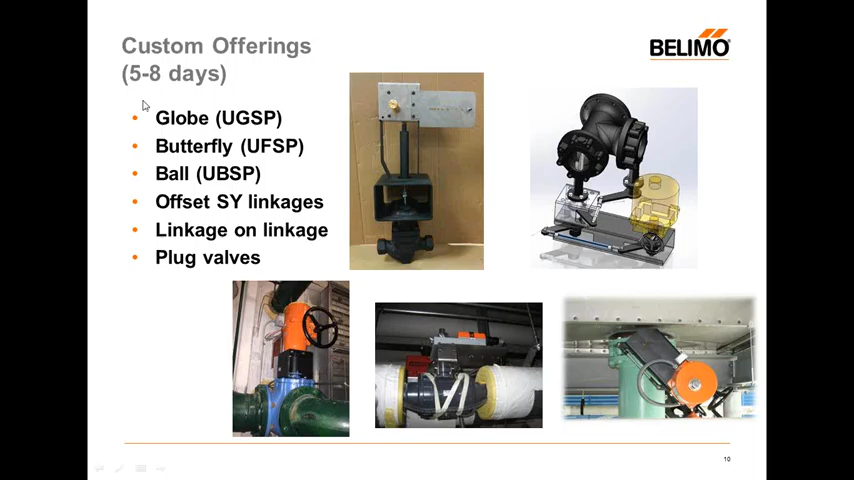 Custom Offerings
(5-8 days)
BELIMO
Globe (UGSP)
Butterfly (UFSP)
Ball (UBSP)
Offset SY linkages
Linkage on linkage
Plug valves
10